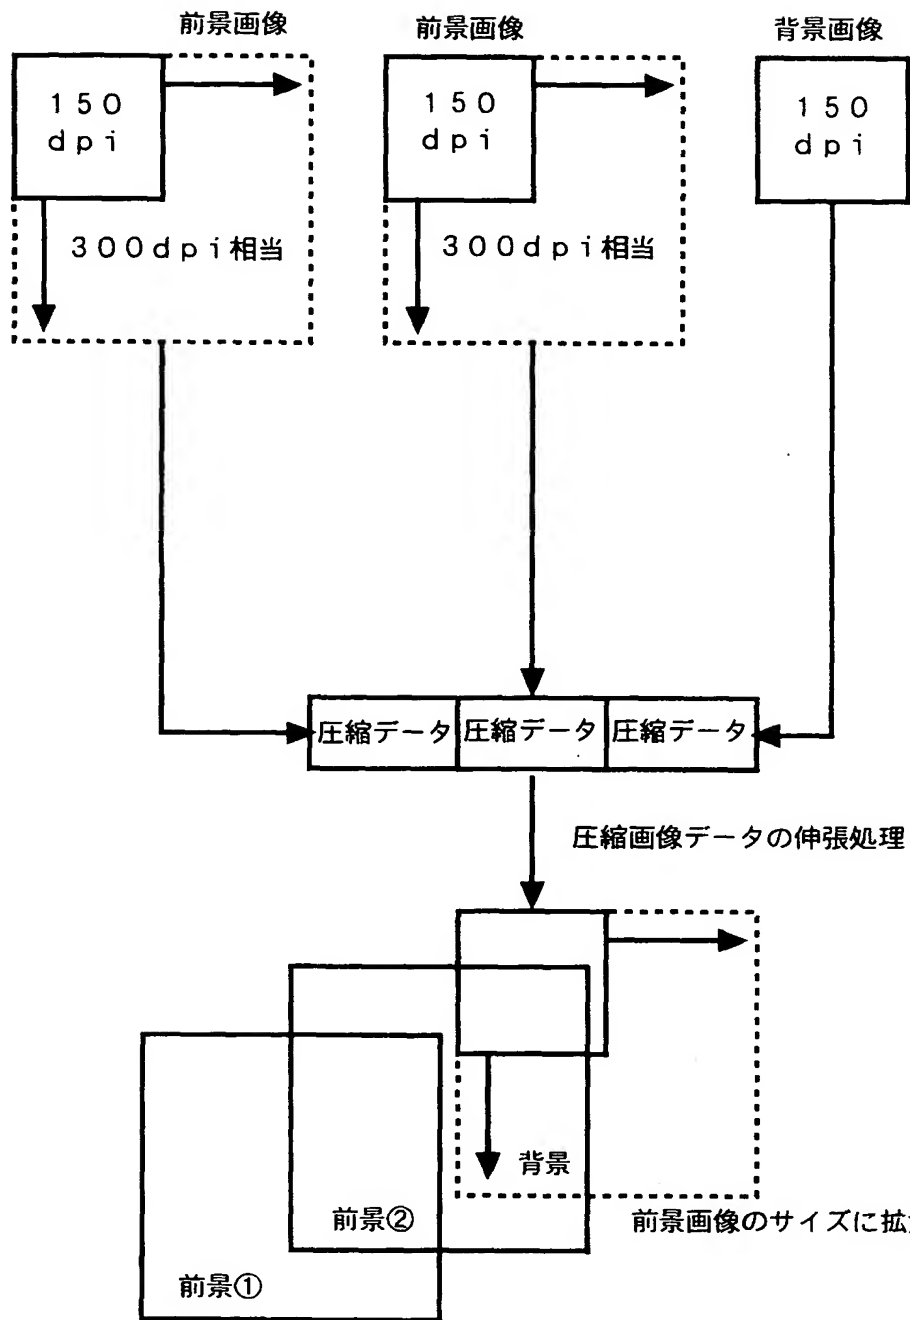 前景画像
前景画像
背景画像
150
dpi
150
dpi
150
dpi
300dpi相当
300dpi相当
圧縮データ
圧縮データ
圧縮データ
圧縮画像データの伸張処理
背景
前景②
前景画像のサイズに拡
前景①